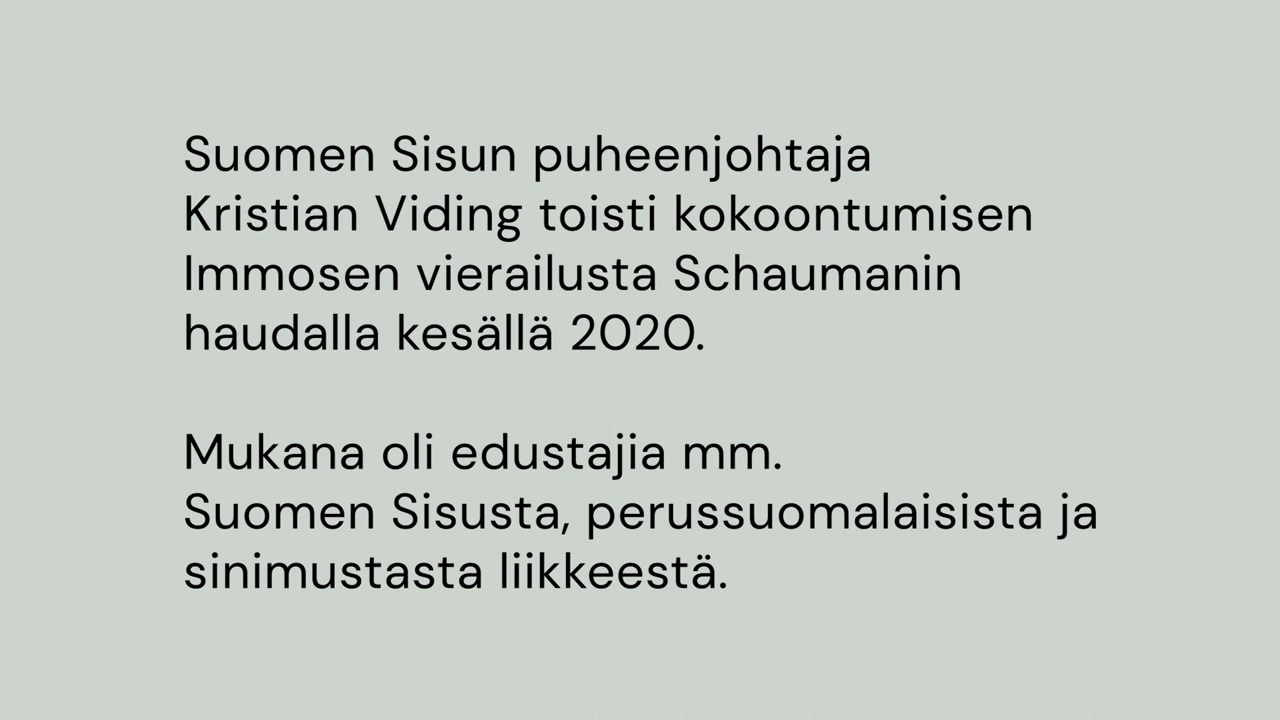 Suomen Sisun puheenjohtaja
Kristian Viding toisti kokoontumisen
Immosen vierailusta Schaumanin
haudalla kesällä 2020.
Mukana oli edustajia mm.
Suomen Sisusta, perussuomalaisista ja
sinimustasta liikkeestä.